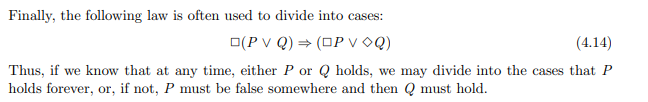 Finally, the following law is often used to divide into cases:
□(P ∨ Q) ⇒ (□P ∨ ◇Q) (4.14)
Thus, if we know that at any time, either P or Q holds, we may divide into the cases that P
holds forever, or, if not, P must be false somewhere and then Q must hold.